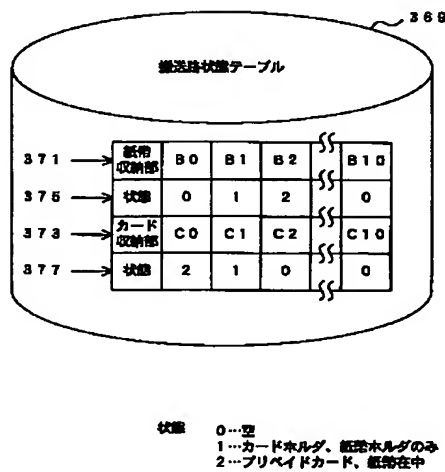 369
搬送路状態テーブル
371 紙幣収納部 B0 B1 B2 B10
375 状態 0 1 2 0
373 カード収納部 C0 C1 C2 C10
377 状態 2 1 0 0
状態 0…空
1…カードホルダ、紙幣ホルダのみ
2…プリペイドカード、紙幣在中